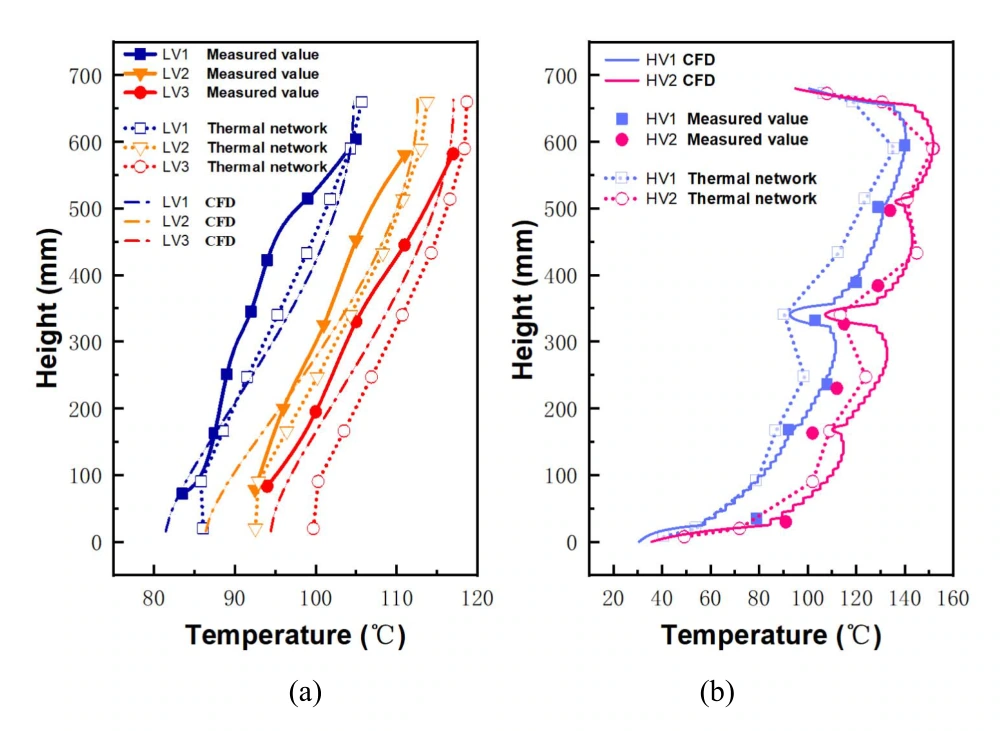 LV1 Measured value
LV2 Measured value
LV3 Measured value
LV1 Thermal network
LV2 Thermal network
LV3 Thermal network
LV1 CFD
LV2 CFD
LV3 CFD
700
600
500
400
300
200
100
0
Height (mm)
80 90 100 110 120
Temperature (℃)
(a)
HV1 CFD
HV2 CFD
HV1 Measured value
HV2 Measured value
HV1 Thermal network
HV2 Thermal network
700
600
500
400
300
200
100
0
Height (mm)
20 40 60 80 100 120 140 160
Temperature (℃)
(b)